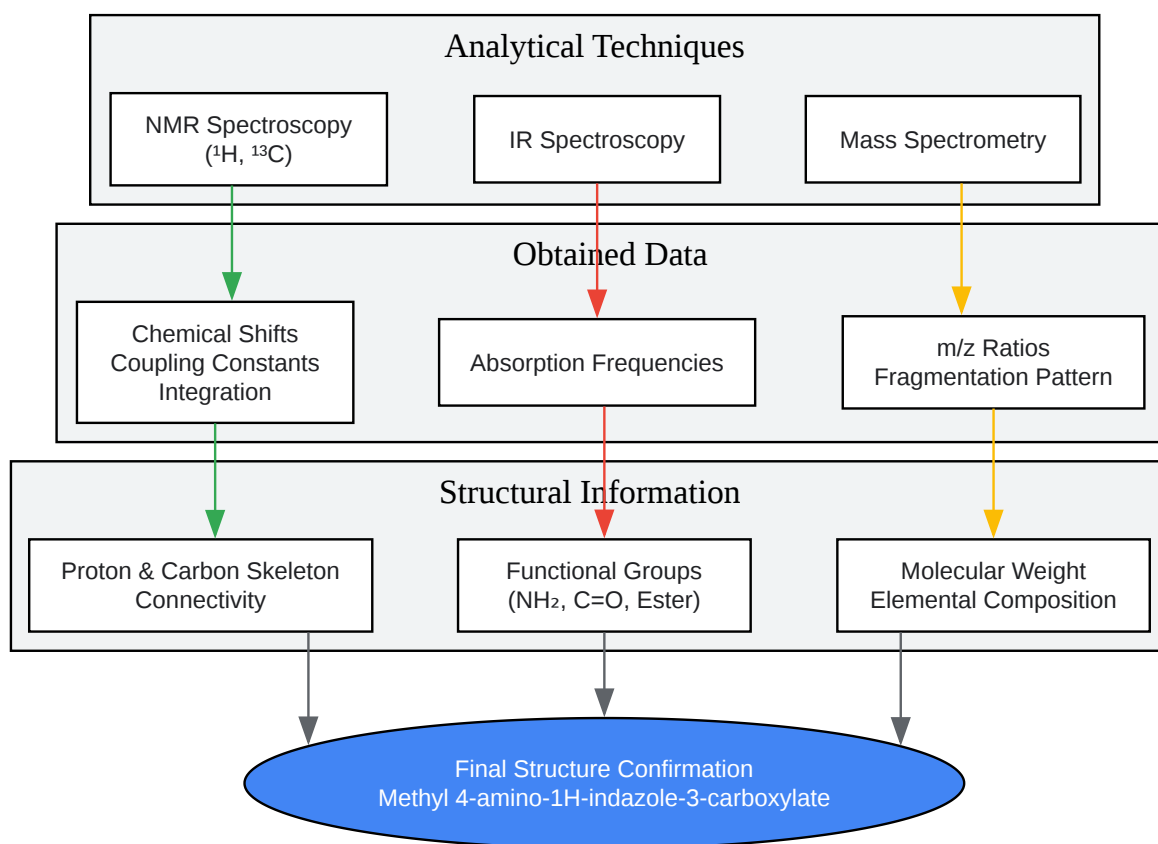 Analytical Techniques
NMR Spectroscopy
(¹H, ¹³C)
IR Spectroscopy
Mass Spectrometry
Obtained Data
Chemical Shifts
Coupling Constants
Integration
Absorption Frequencies
m/z Ratios
Fragmentation Pattern
Structural Information
Proton & Carbon Skeleton
Connectivity
Functional Groups
(NH₂, C=O, Ester)
Molecular Weight
Elemental Composition
Final Structure Confirmation
Methyl 4-amino-1H-indazole-3-carboxylate